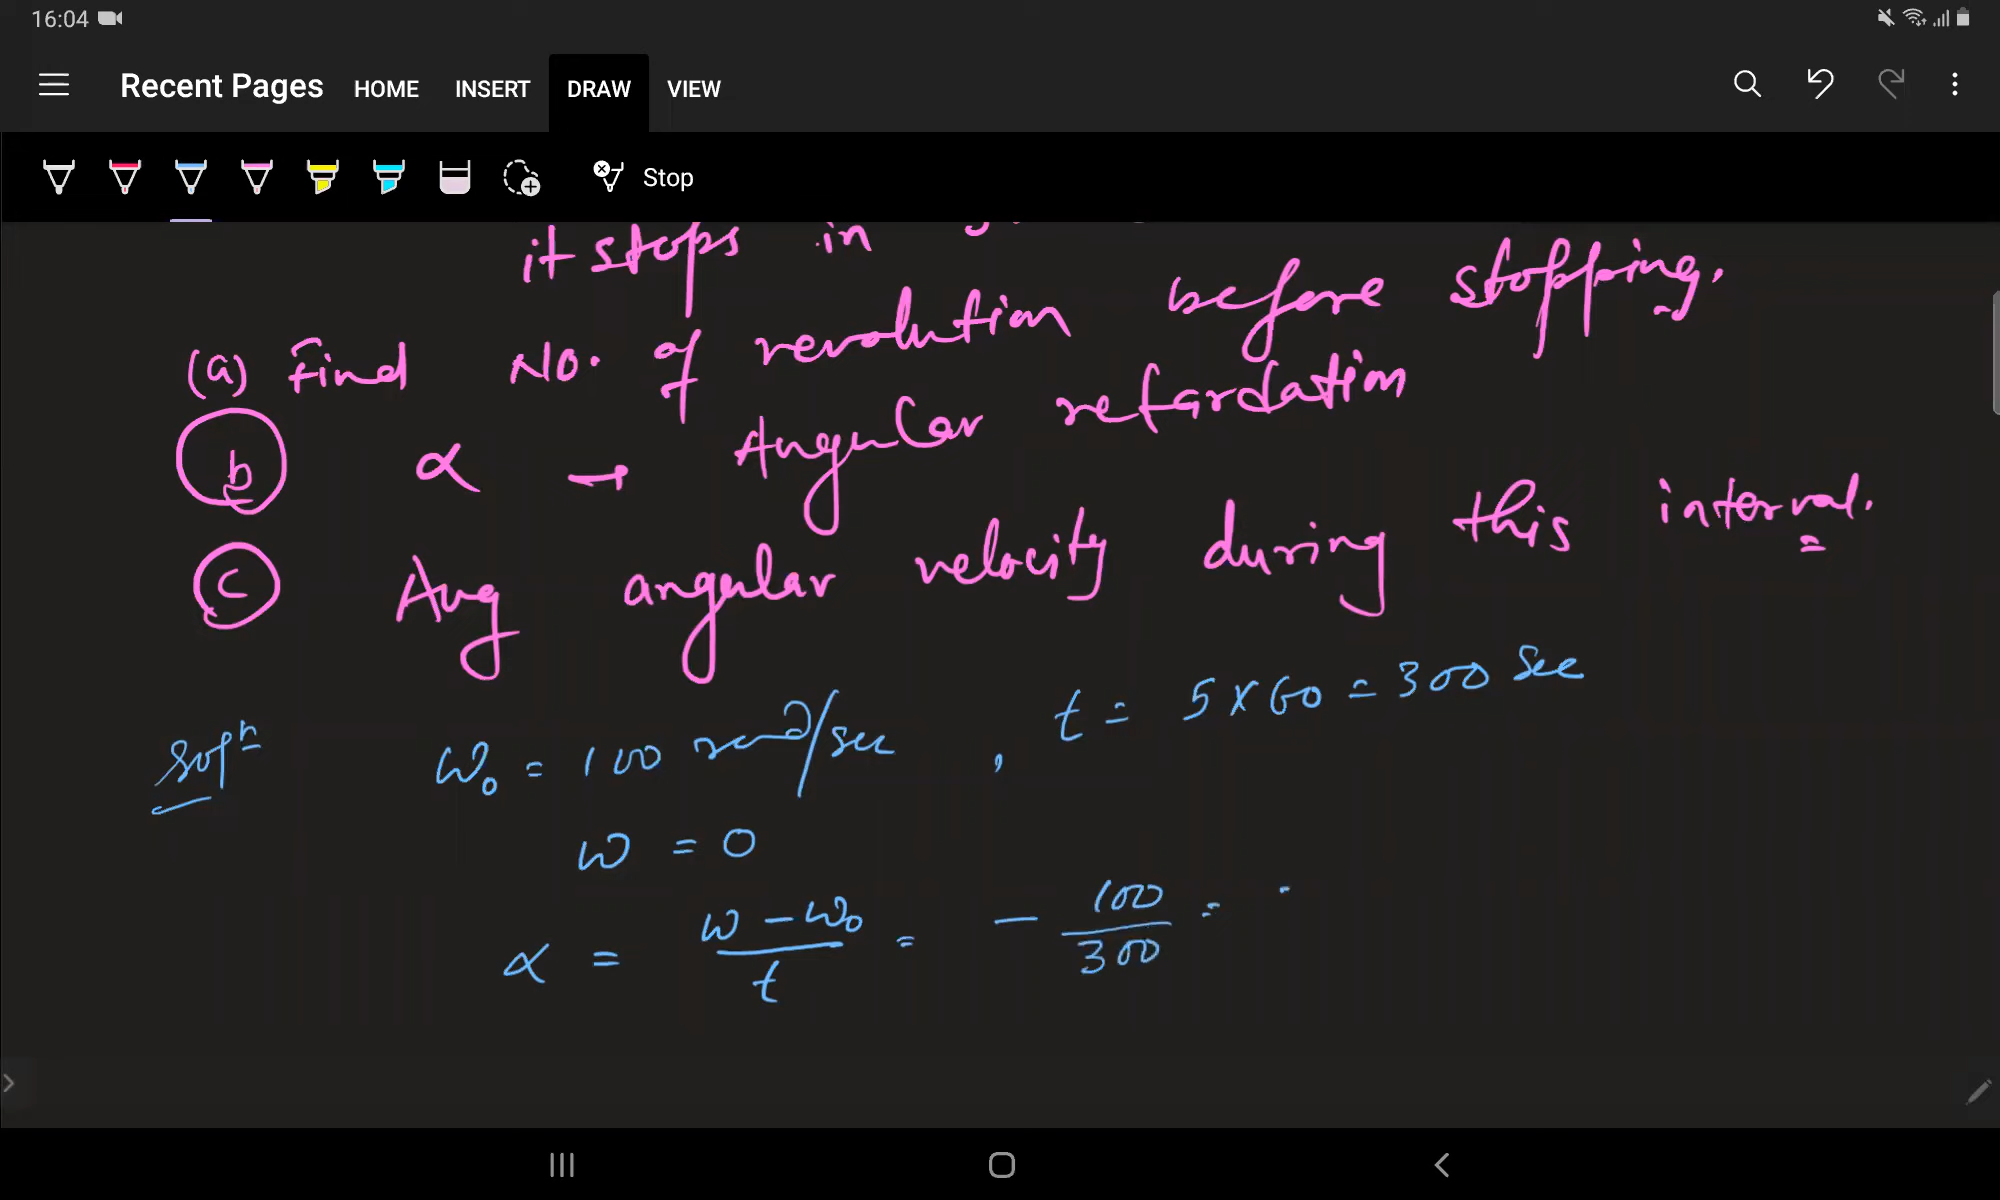 16:04
Recent Pages HOME INSERT DRAW VIEW
Stop
it stops in
(a) Find No. of revolution before stopping.
(b) α → Angular retardation
(c) Avg angular velocity during this interval.
Solⁿ ω₀ = 100 rad/sec , t = 5 × 60 = 300 sec
ω = 0
α = (ω - ω₀)/t = - 100/300 =